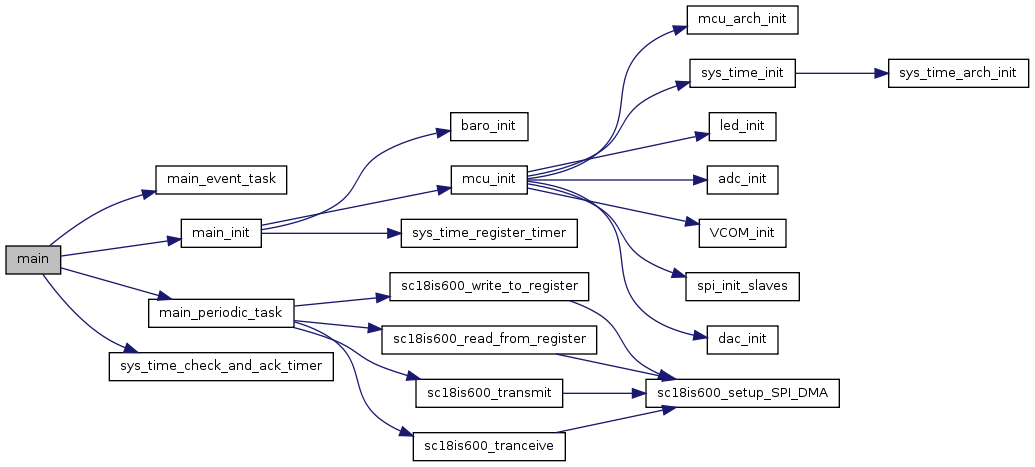 mcu_arch_init
sys_time_init
sys_time_arch_init
baro_init
led_init
main_event_task
mcu_init
adc_init
main_init
sys_time_register_timer
VCOM_init
main
sc18is600_write_to_register
spi_init_slaves
main_periodic_task
sc18is600_read_from_register
dac_init
sys_time_check_and_ack_timer
sc18is600_transmit
sc18is600_setup_SPI_DMA
sc18is600_tranceive